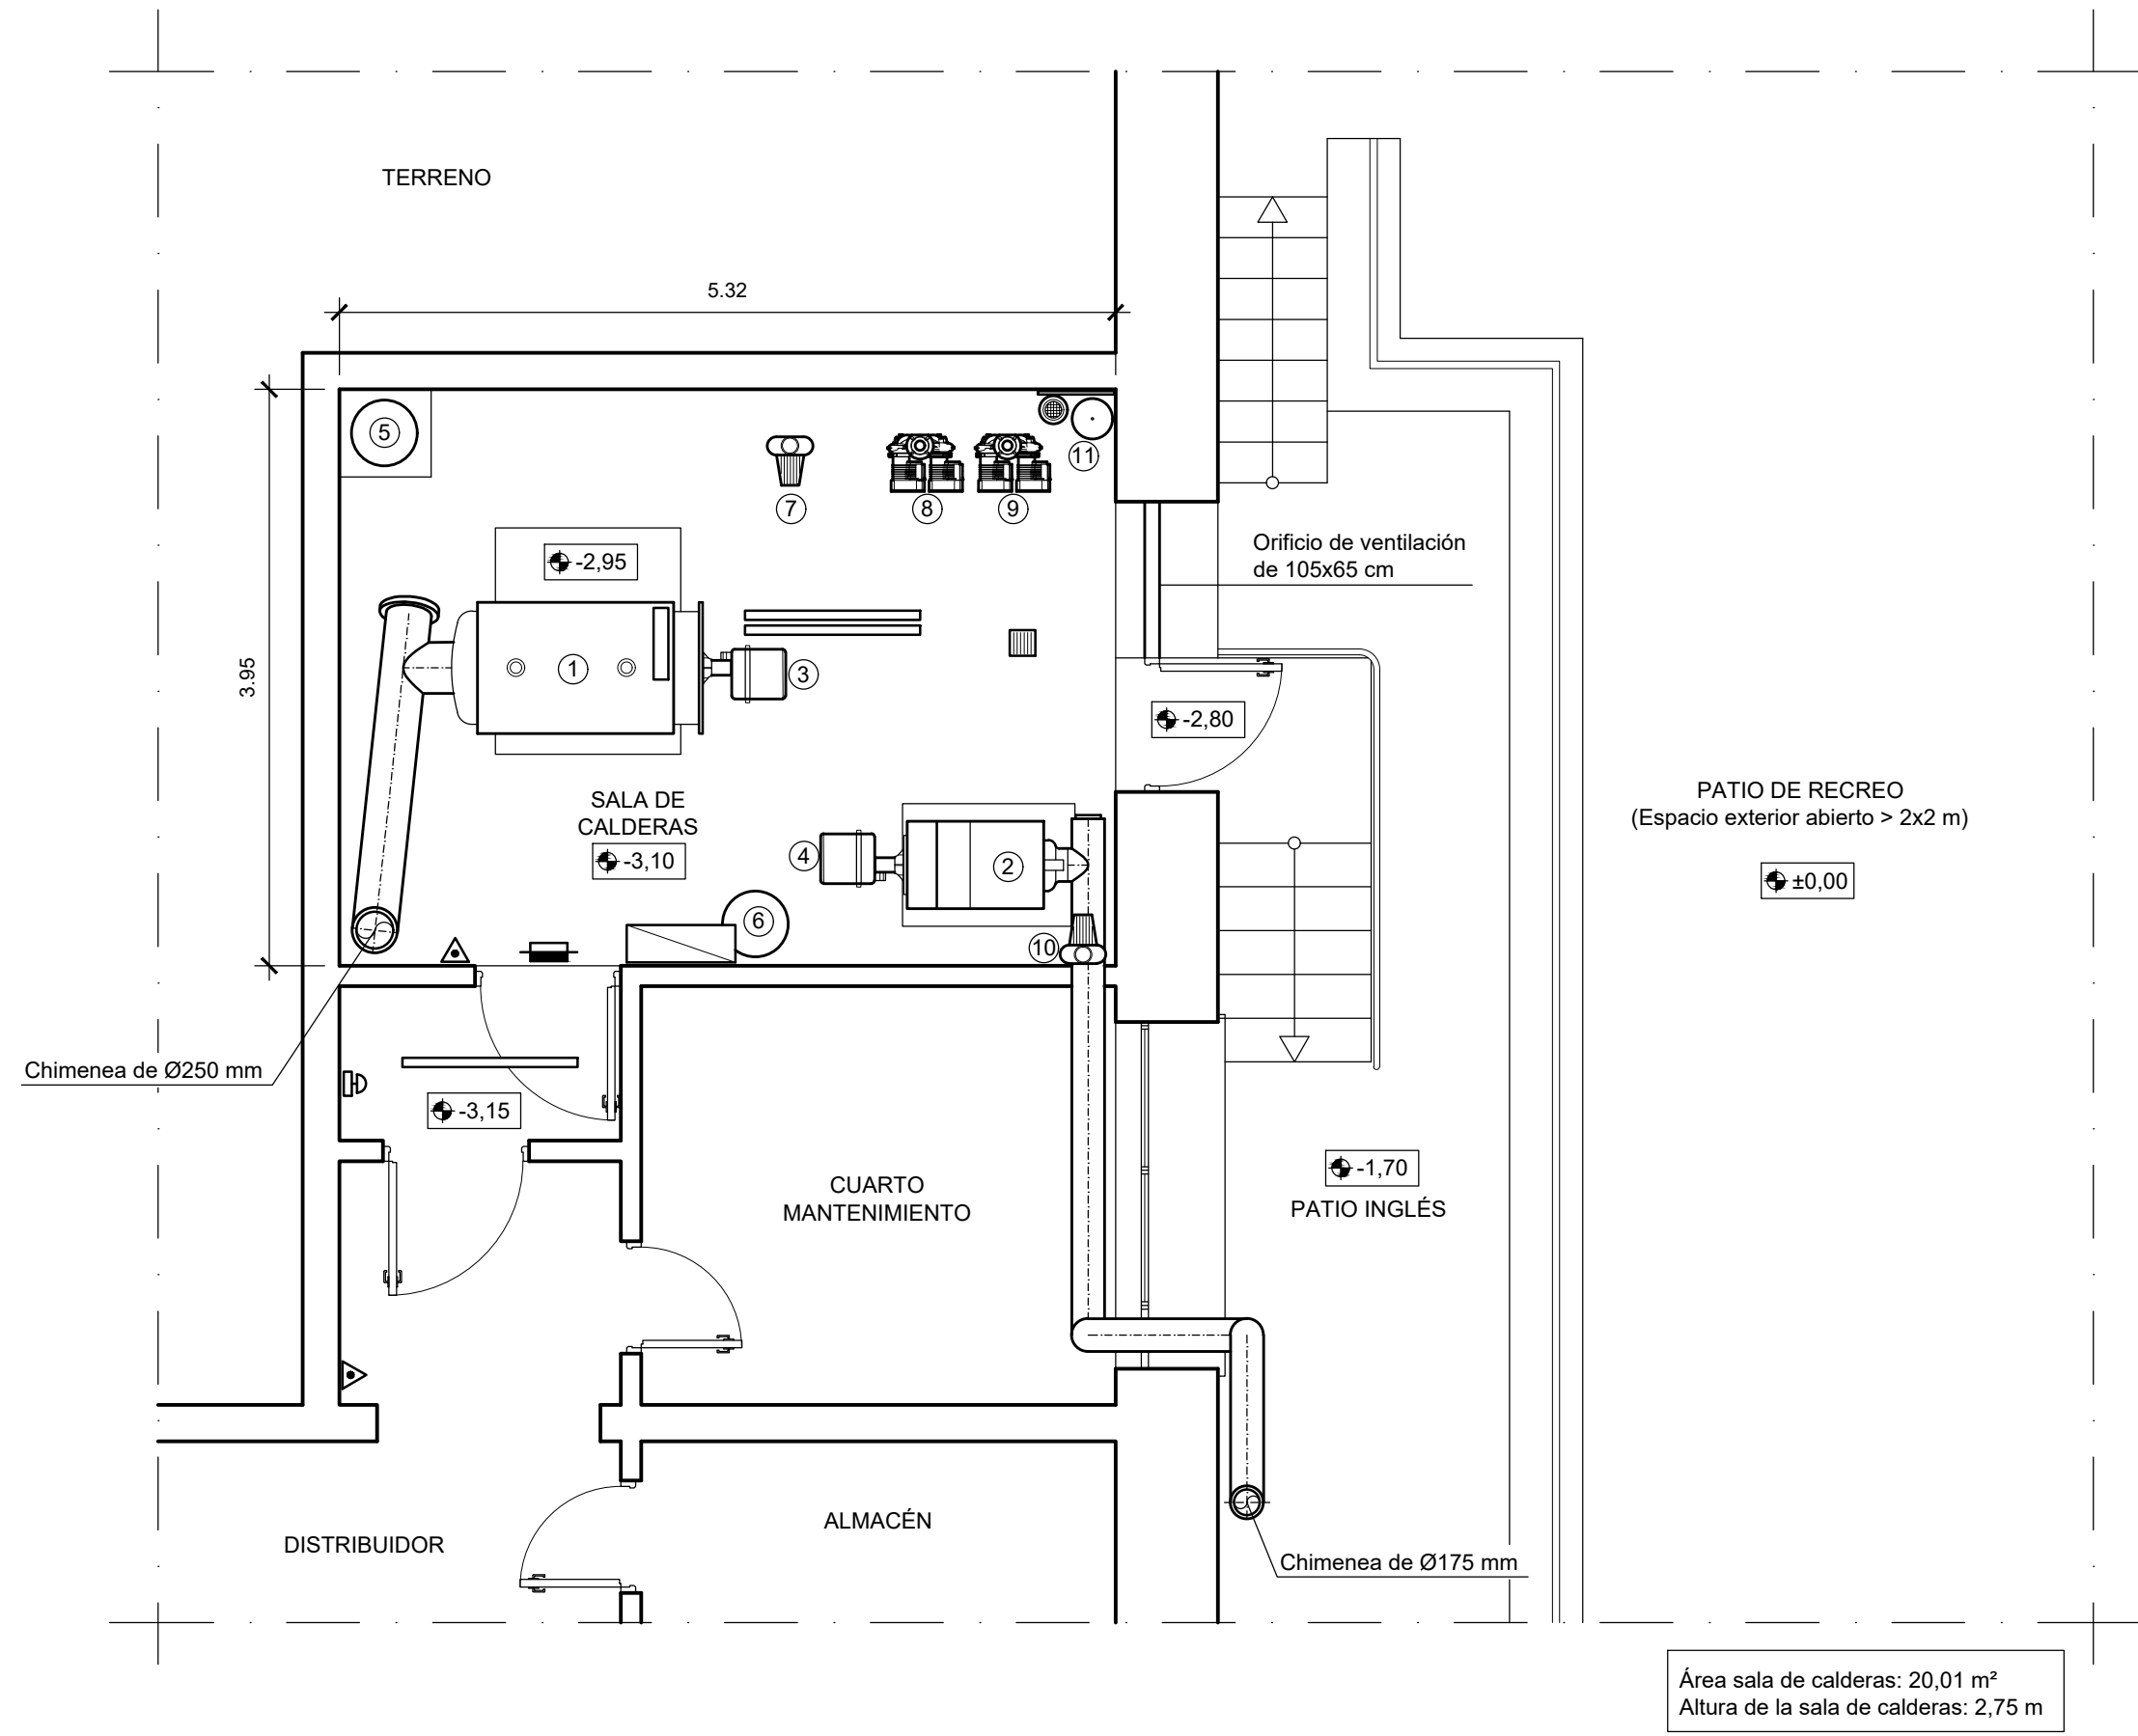 TERRENO
5.32
5
7
8
9
11
Orificio de ventilación
de 105x65 cm
-2,95
3.95
1
3
-2,80
SALA DE
CALDERAS
-3,10
4
2
6
10
PATIO DE RECREO
(Espacio exterior abierto > 2x2 m)
±0,00
Chimenea de Ø250 mm
-3,15
CUARTO
MANTENIMIENTO
-1,70
PATIO INGLÉS
ALMACÉN
DISTRIBUIDOR
Chimenea de Ø175 mm
Área sala de calderas: 20,01 m²
Altura de la sala de calderas: 2,75 m